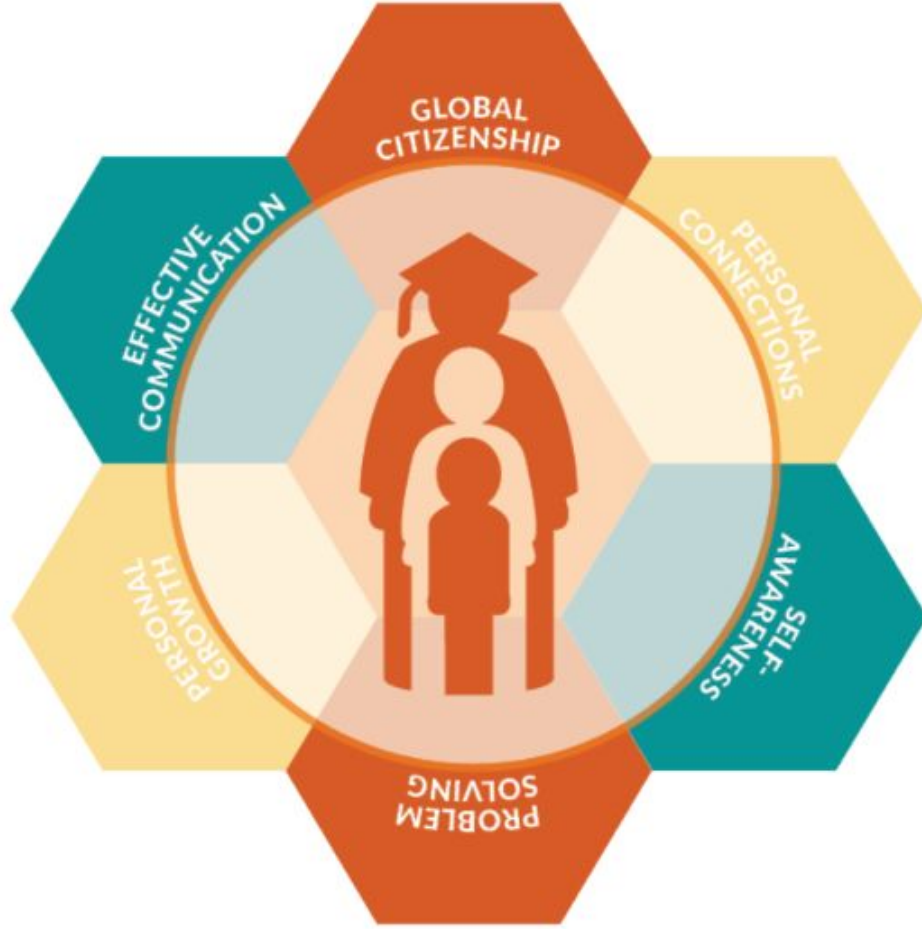 GLOBAL
CITIZENSHIP
PERSONAL
CONNECTIONS
SELF-
AWARENESS
PROBLEM
SOLVING
PERSONAL
GROWTH
EFFECTIVE
COMMUNICATION